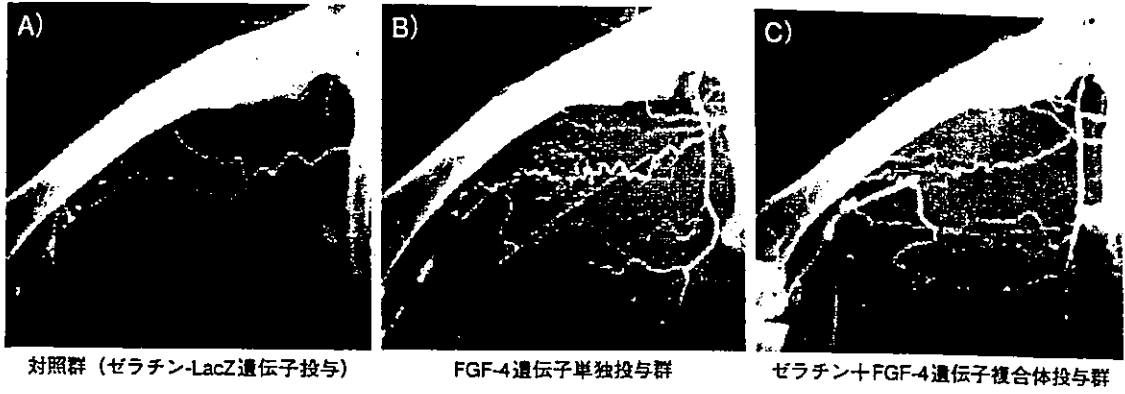 A)
B)
C)
対照群(ゼラチン-LacZ遺伝子投与)
FGF-4遺伝子単独投与群
ゼラチン+FGF-4遺伝子複合体投与群